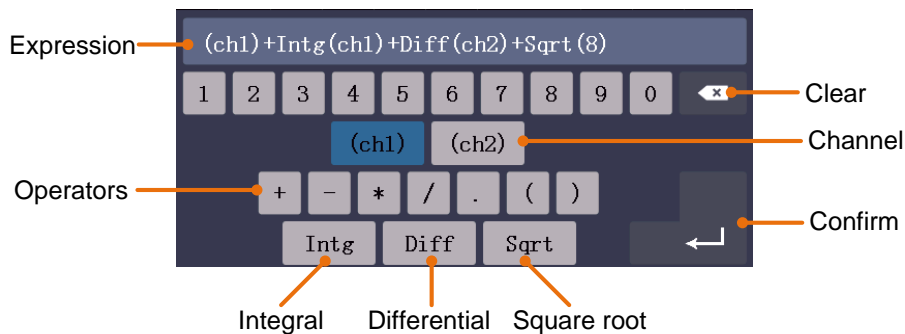 (ch1)+Intg(ch1)+Diff(ch2)+Sqrt(8)
Expression
1 2 3 4 5 6 7 8 9 0
Clear
(ch1) (ch2)
Channel
Operators
+ - * / . ( )
Confirm
Intg Diff Sqrt
Integral Differential Square root